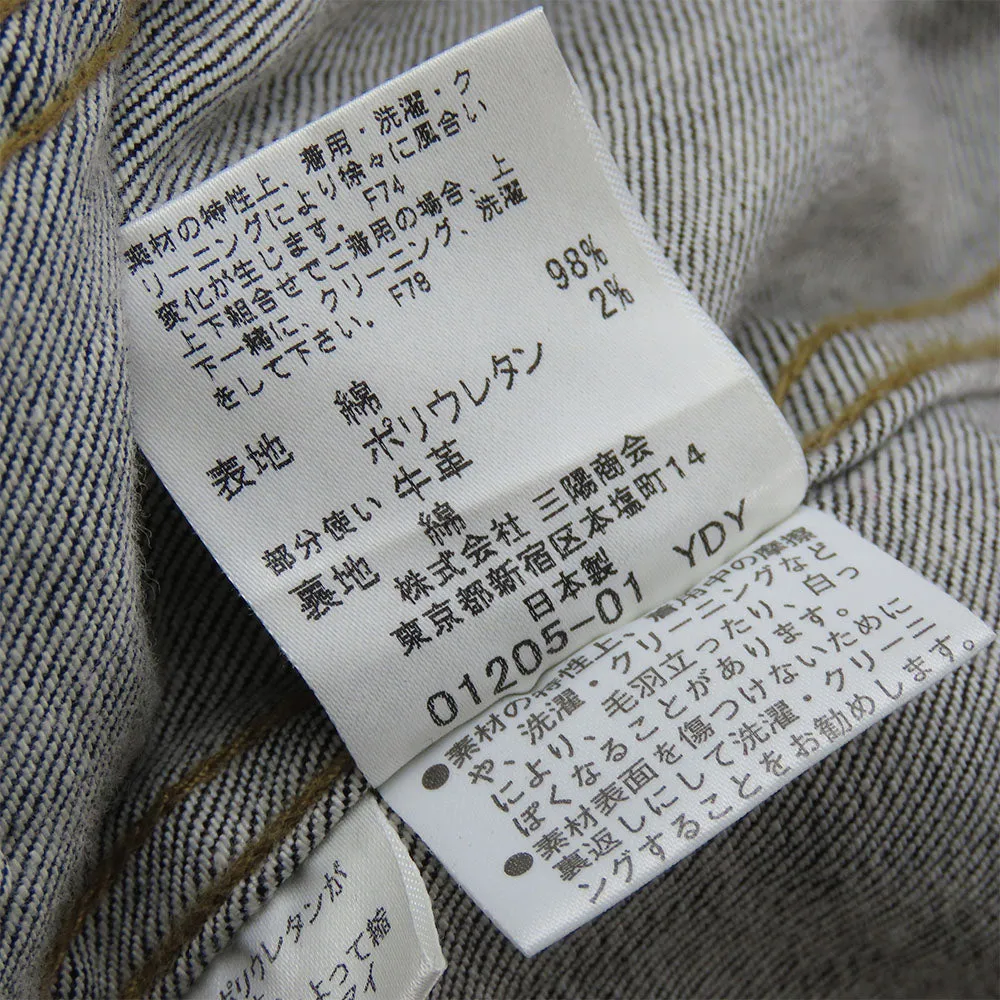 素材の特性上、着用・洗濯・ク
リーニングにより徐々に風合い
変化が生じます。 F74
上下組合せでご着用の場合、上
下一緒に、クリーニング、洗濯
をして下さい。 F78
表地 綿 98%
ポリウレタン 2%
部分使い 牛革
裏地 綿
株式会社 三陽商会
東京都新宿区本塩町14
日本製
01205-01 YDY
●素材の特性上、着用中の摩擦
や、洗濯・クリーニングなど
により、毛羽立ったり、白っ
ぽくなることがあります。
●素材表面を傷つけないために
裏返しにして洗濯・クリーニ
ングすることをお勧めします。
ポリウレタンが
よって縮